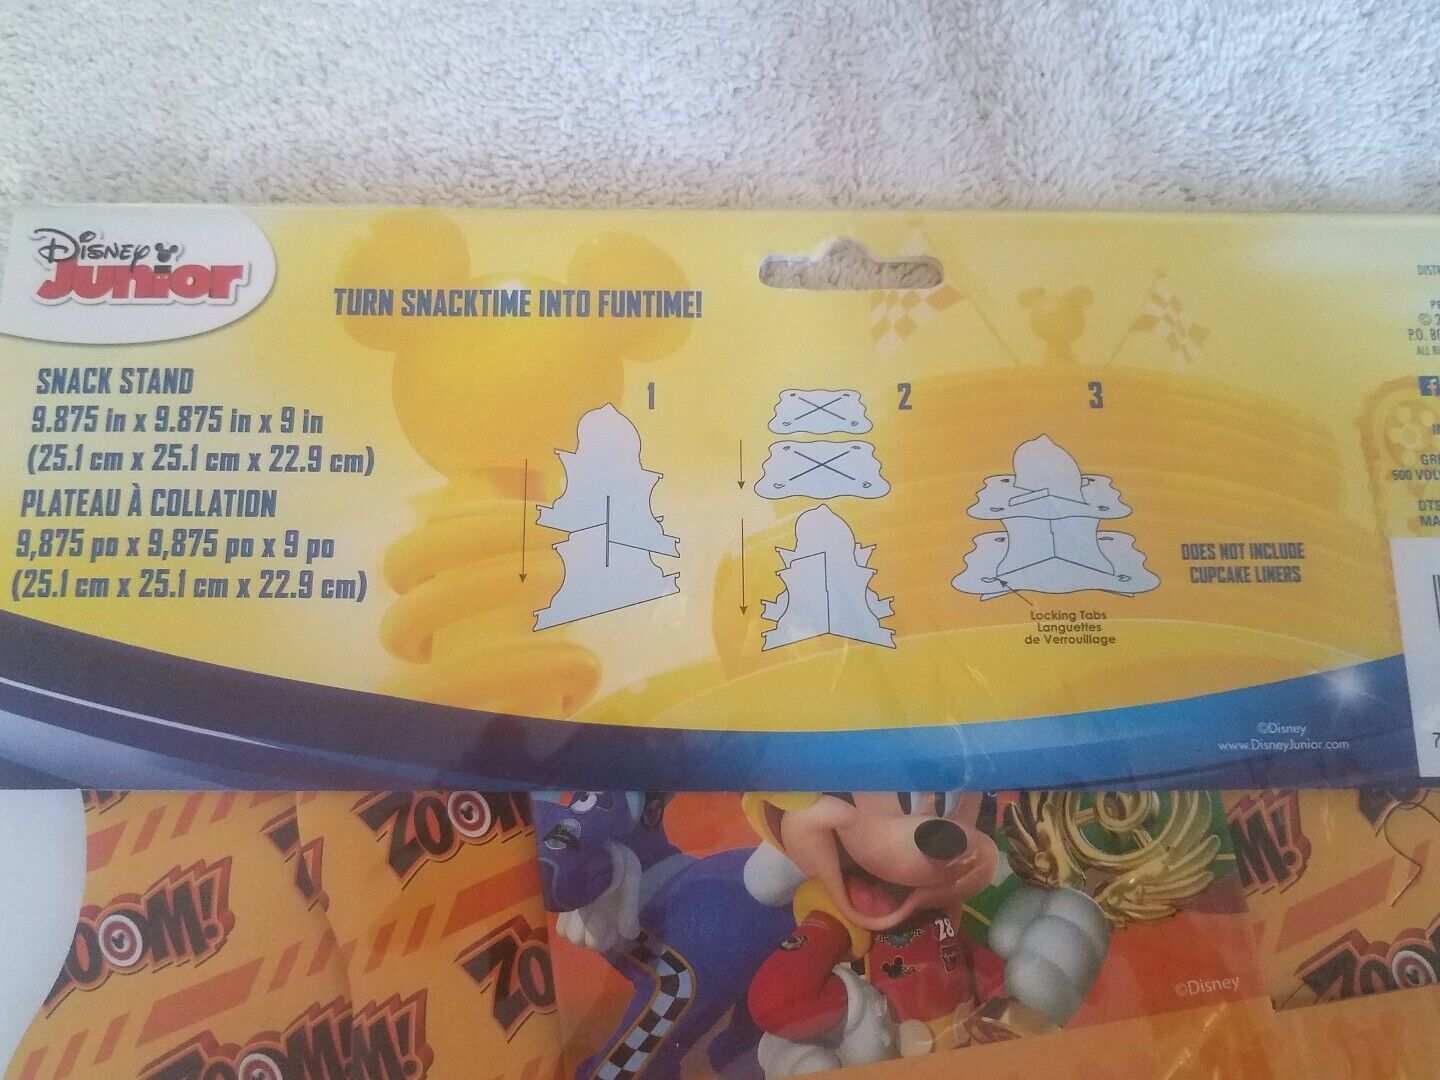 Disney
Junior
TURN SNACKTIME INTO FUNTIME!
SNACK STAND
9.875 in x 9.875 in x 9 in
(25.1 cm x 25.1 cm x 22.9 cm)
PLATEAU À COLLATION
9,875 po x 9,875 po x 9 po
(25.1 cm x 25.1 cm x 22.9 cm)
1
2
3
Locking Tabs
Languettes
de Verrouillage
DOES NOT INCLUDE
CUPCAKE LINERS
©Disney
www.DisneyJunior.com
P.O.
ALL
500
ZOOM!
ZOOM!
28
©Disney